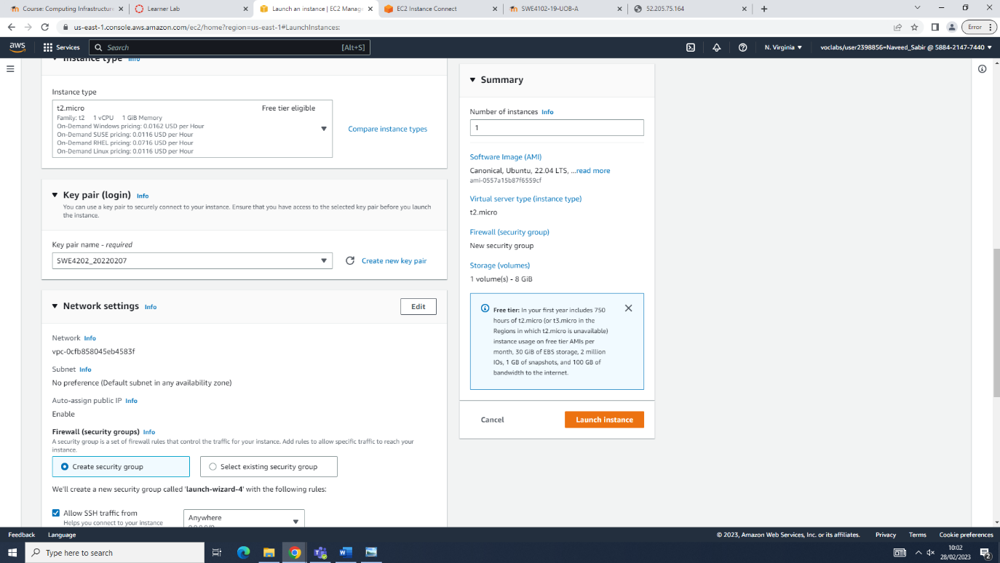 Course: Computing Infrastructure
Learner Lab
Launch an instance | EC2 Manage
EC2 Instance Connect
SWE4102-19-UOB-A
52.205.75.164
us-east-1.console.aws.amazon.com/ec2/home?region=us-east-1#LaunchInstances:
Error
aws
Services
Search
[Alt+S]
N. Virginia
voclabs/user2398856=Naveed_Sabir @ 5884-2147-7440
Instance type Info
Instance type
t2.micro
Free tier eligible
Family: t2 1 vCPU 1 GiB Memory
On-Demand Windows pricing: 0.0162 USD per Hour
On-Demand SUSE pricing: 0.0116 USD per Hour
On-Demand RHEL pricing: 0.0716 USD per Hour
On-Demand Linux pricing: 0.0116 USD per Hour
Compare instance types
Key pair (login) Info
You can use a key pair to securely connect to your instance. Ensure that you have access to the selected key pair before you launch
the instance.
Key pair name - required
SWE4202_20220207
Create new key pair
Network settings Info
Edit
Network Info
vpc-0cfb858045eb4583f
Subnet Info
No preference (Default subnet in any availability zone)
Auto-assign public IP Info
Enable
Firewall (security groups) Info
A security group is a set of firewall rules that control the traffic for your instance. Add rules to allow specific traffic to reach your
instance.
Create security group
Select existing security group
We'll create a new security group called 'launch-wizard-4' with the following rules:
Allow SSH traffic from
Helps you connect to your instance
Anywhere
0.0.0.0/0
Summary
Number of instances Info
1
Software Image (AMI)
Canonical, Ubuntu, 22.04 LTS, ...read more
ami-0557a15b87f6559cf
Virtual server type (instance type)
t2.micro
Firewall (security group)
New security group
Storage (volumes)
1 volume(s) - 8 GiB
Free tier: In your first year includes 750
hours of t2.micro (or t3.micro in the
Regions in which t2.micro is unavailable)
instance usage on free tier AMIs per
month, 30 GiB of EBS storage, 2 million
IOs, 1 GB of snapshots, and 100 GB of
bandwidth to the internet.
Cancel
Launch instance
Feedback
Language
© 2023, Amazon Web Services, Inc. or its affiliates.
Privacy
Terms
Cookie preferences
Type here to search
10:02
28/02/2023
2